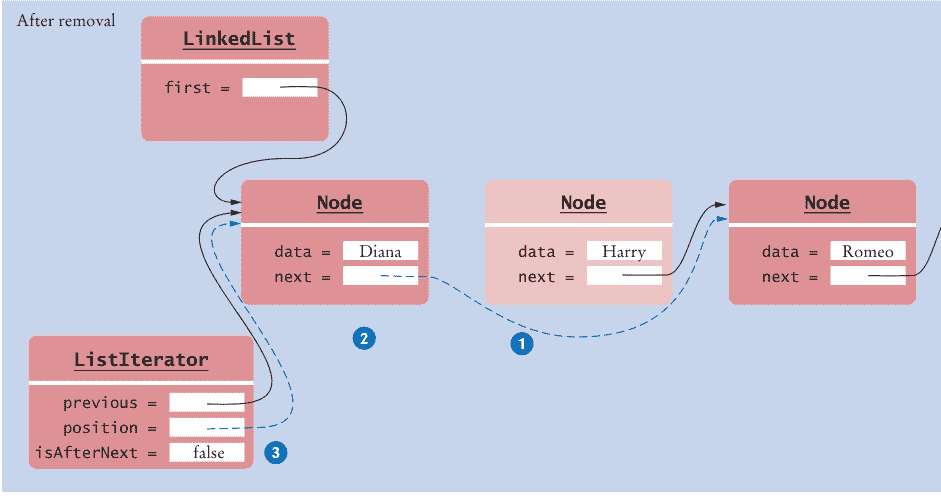 After removal
LinkedList
first =
Node
data = Diana
next =
Node
data = Harry
next =
Node
data = Romeo
next =
2
1
ListIterator
previous =
position =
isAfterNext = false
3